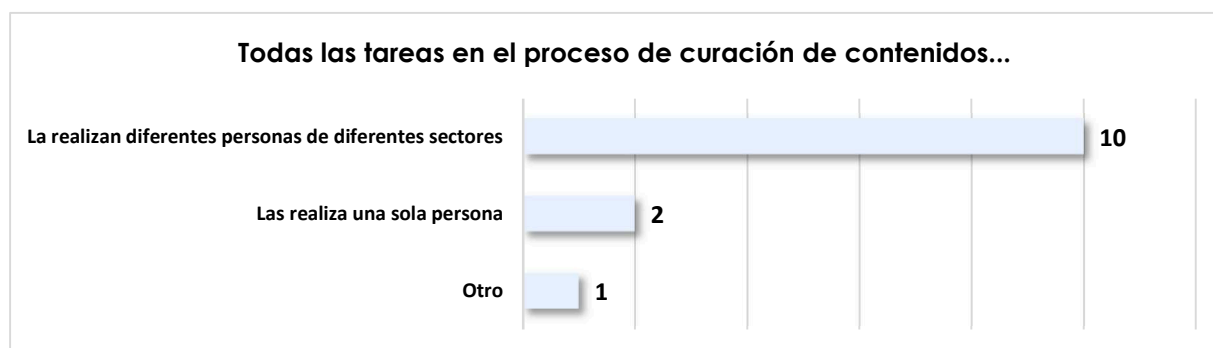 Todas las tareas en el proceso de curación de contenidos...
La realizan diferentes personas de diferentes sectores
10
Las realiza una sola persona
2
Otro
1